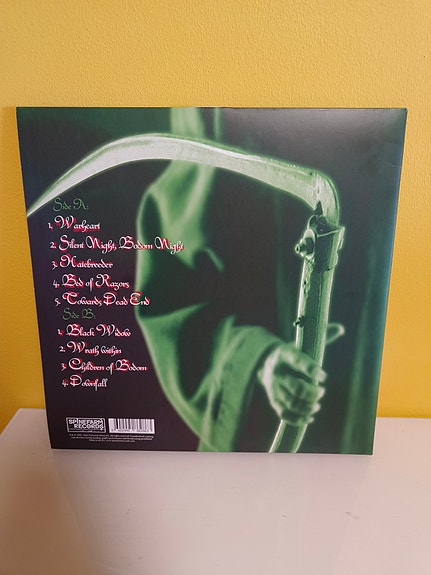 Side A:
1. Warheart
2. Silent Night, Bodom Night
3. Hatebreeder
4. Bed of Razors
5. Towards Dead End
Side B:
1. Black Widow
2. Wrath within
3. Children of Bodom
4. Downfall
SPINEFARM
RECORDS